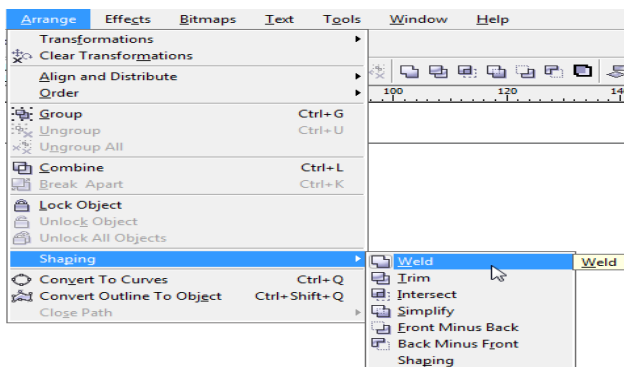 Arrange Effects Bitmaps Text Tools Window Help
Transformations
Clear Transformations
Align and Distribute
Order
100 120 14
Group Ctrl+G
Ungroup Ctrl+U
Ungroup All
Combine Ctrl+L
Break Apart Ctrl+K
Lock Object
Unlock Object
Unlock All Objects
Shaping
Weld Weld
Convert To Curves Ctrl+Q
Trim
Convert Outline To Object Ctrl+Shift+Q
Intersect
Close Path
Simplify
Front Minus Back
Back Minus Front
Shaping